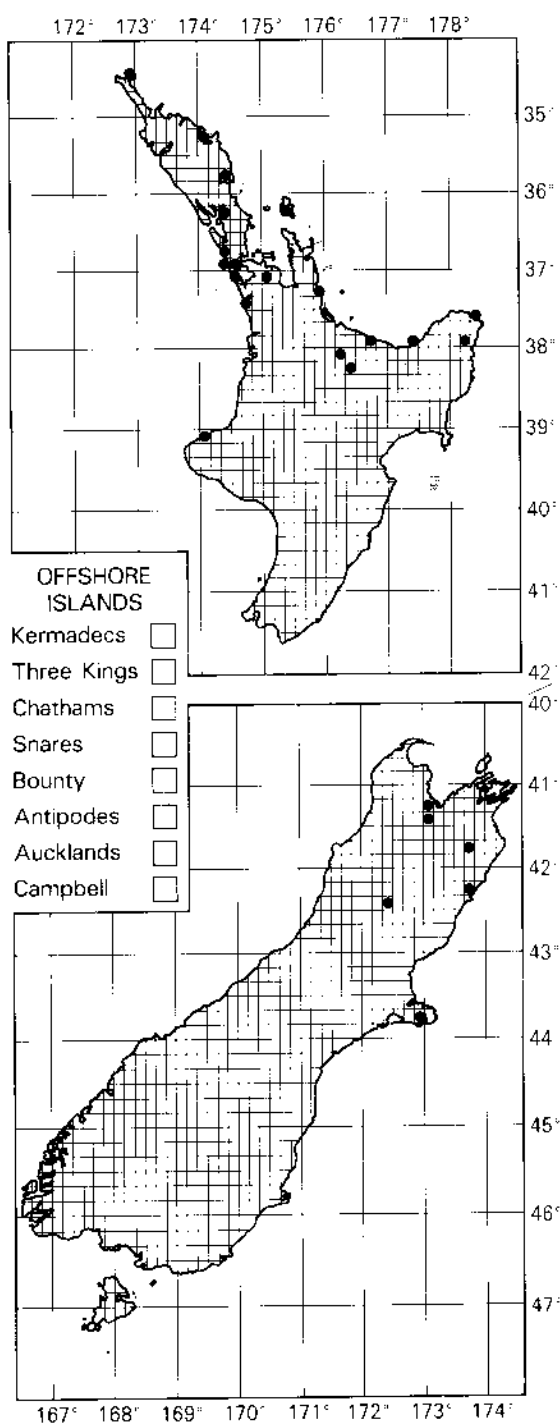 172° 173° 174° 175° 176° 177° 178°
35°
36°
37°
38°
39°
40°
41°
42°
OFFSHORE
ISLANDS
Kermadecs
Three Kings
Chathams
Snares
Bounty
Antipodes
Aucklands
Campbell
40°
41°
42°
43°
44°
45°
46°
47°
167° 168° 169° 170° 171° 172° 173° 174°